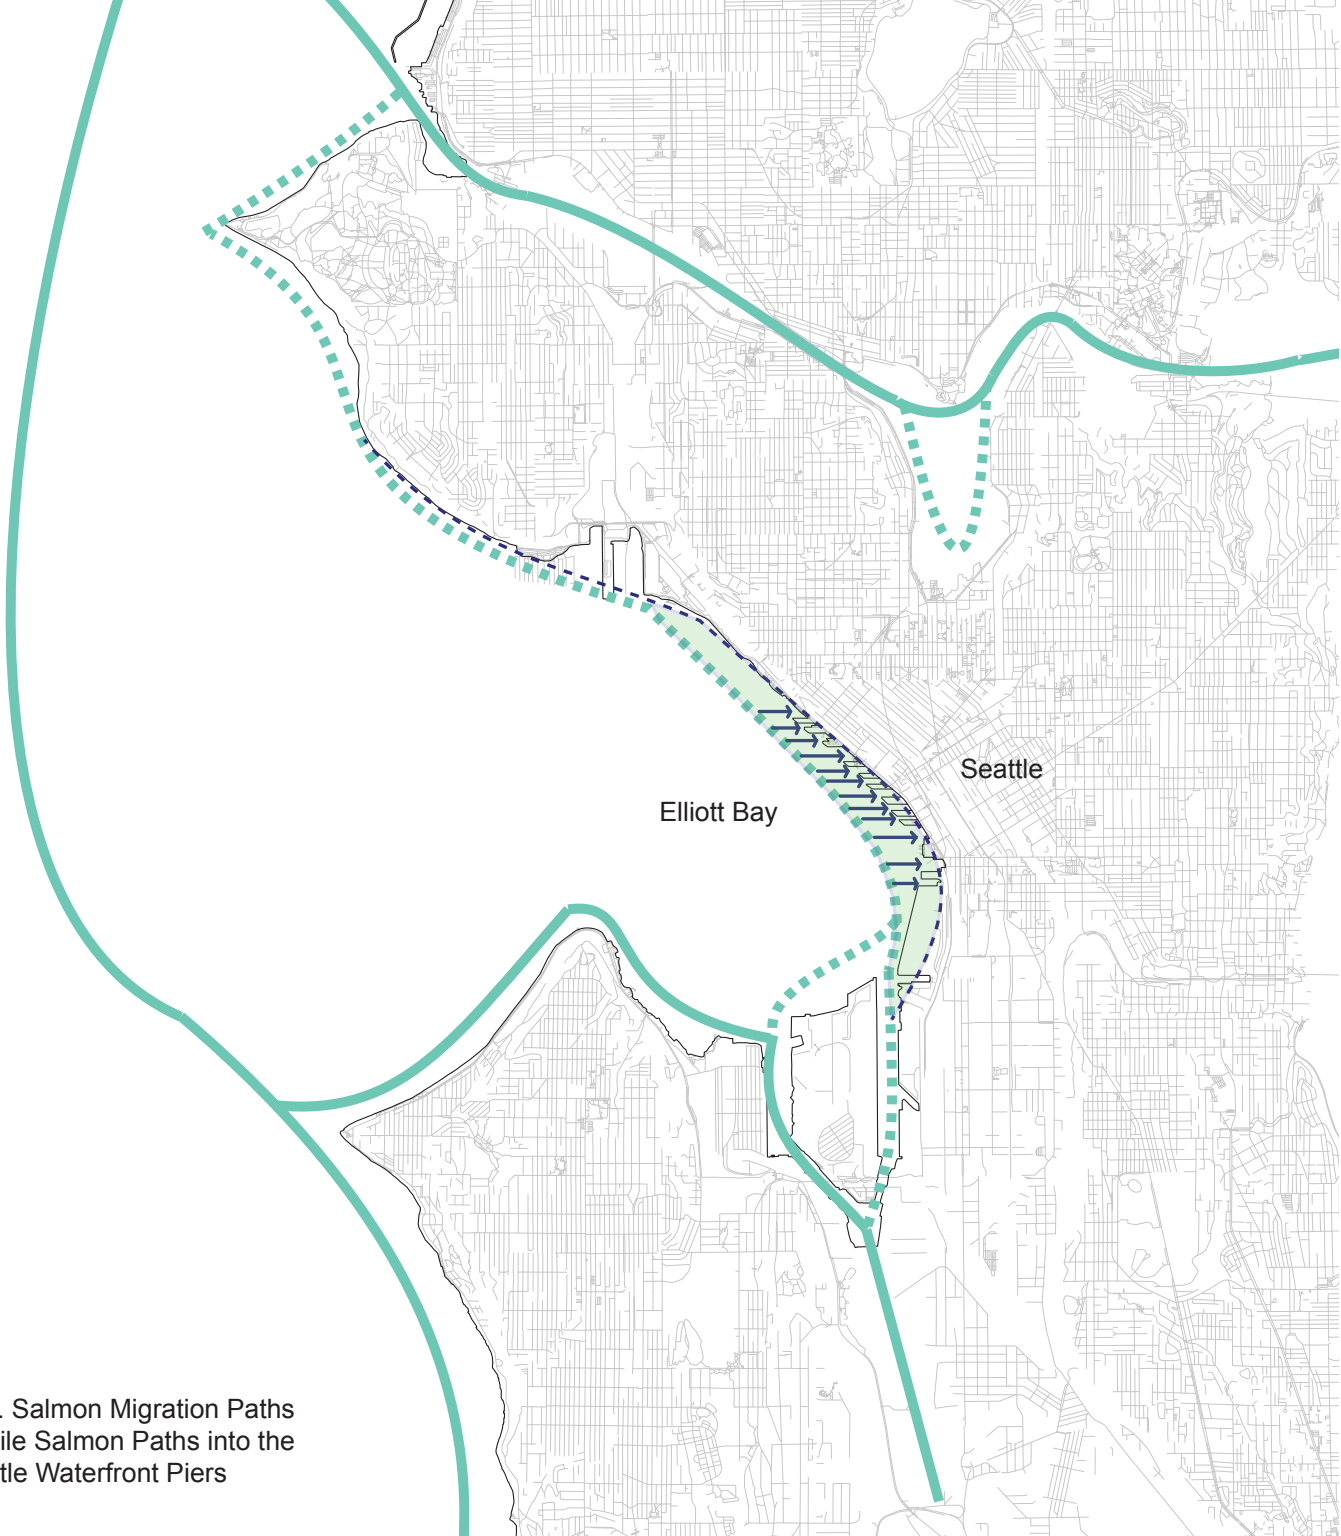 Seattle
Elliott Bay
. Salmon Migration Paths
ile Salmon Paths into the
tle Waterfront Piers